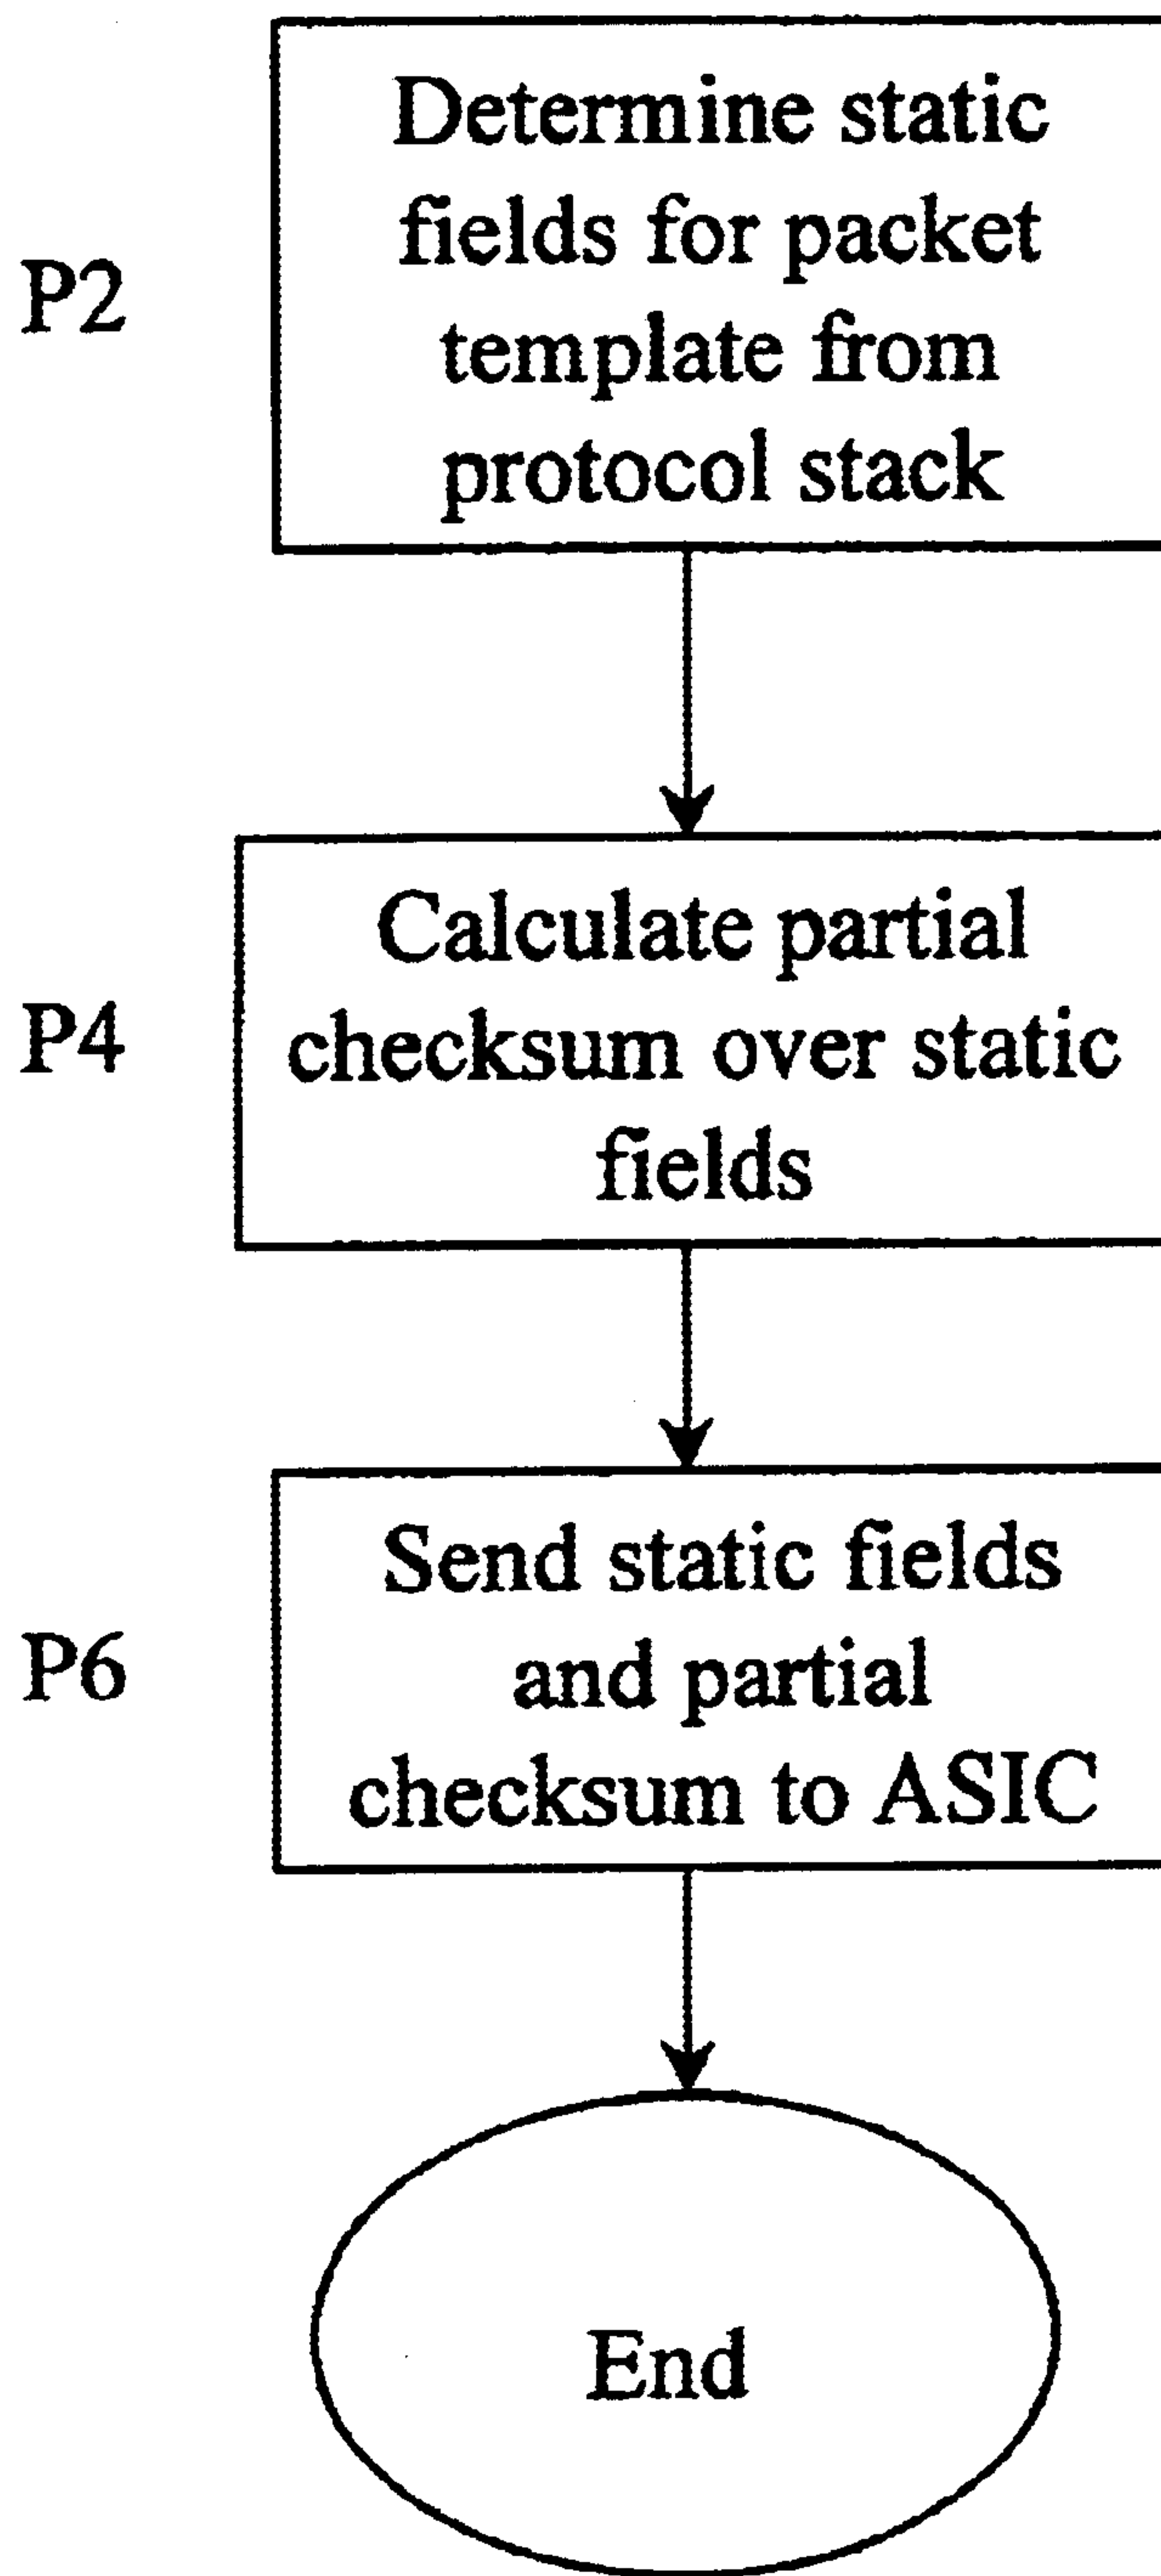 Determine static
fields for packet
P2
template from
protocol stack
Calculate partial
P4
checksum over static
fields
Send static fields
P6
and partial
checksum to ASIC
End